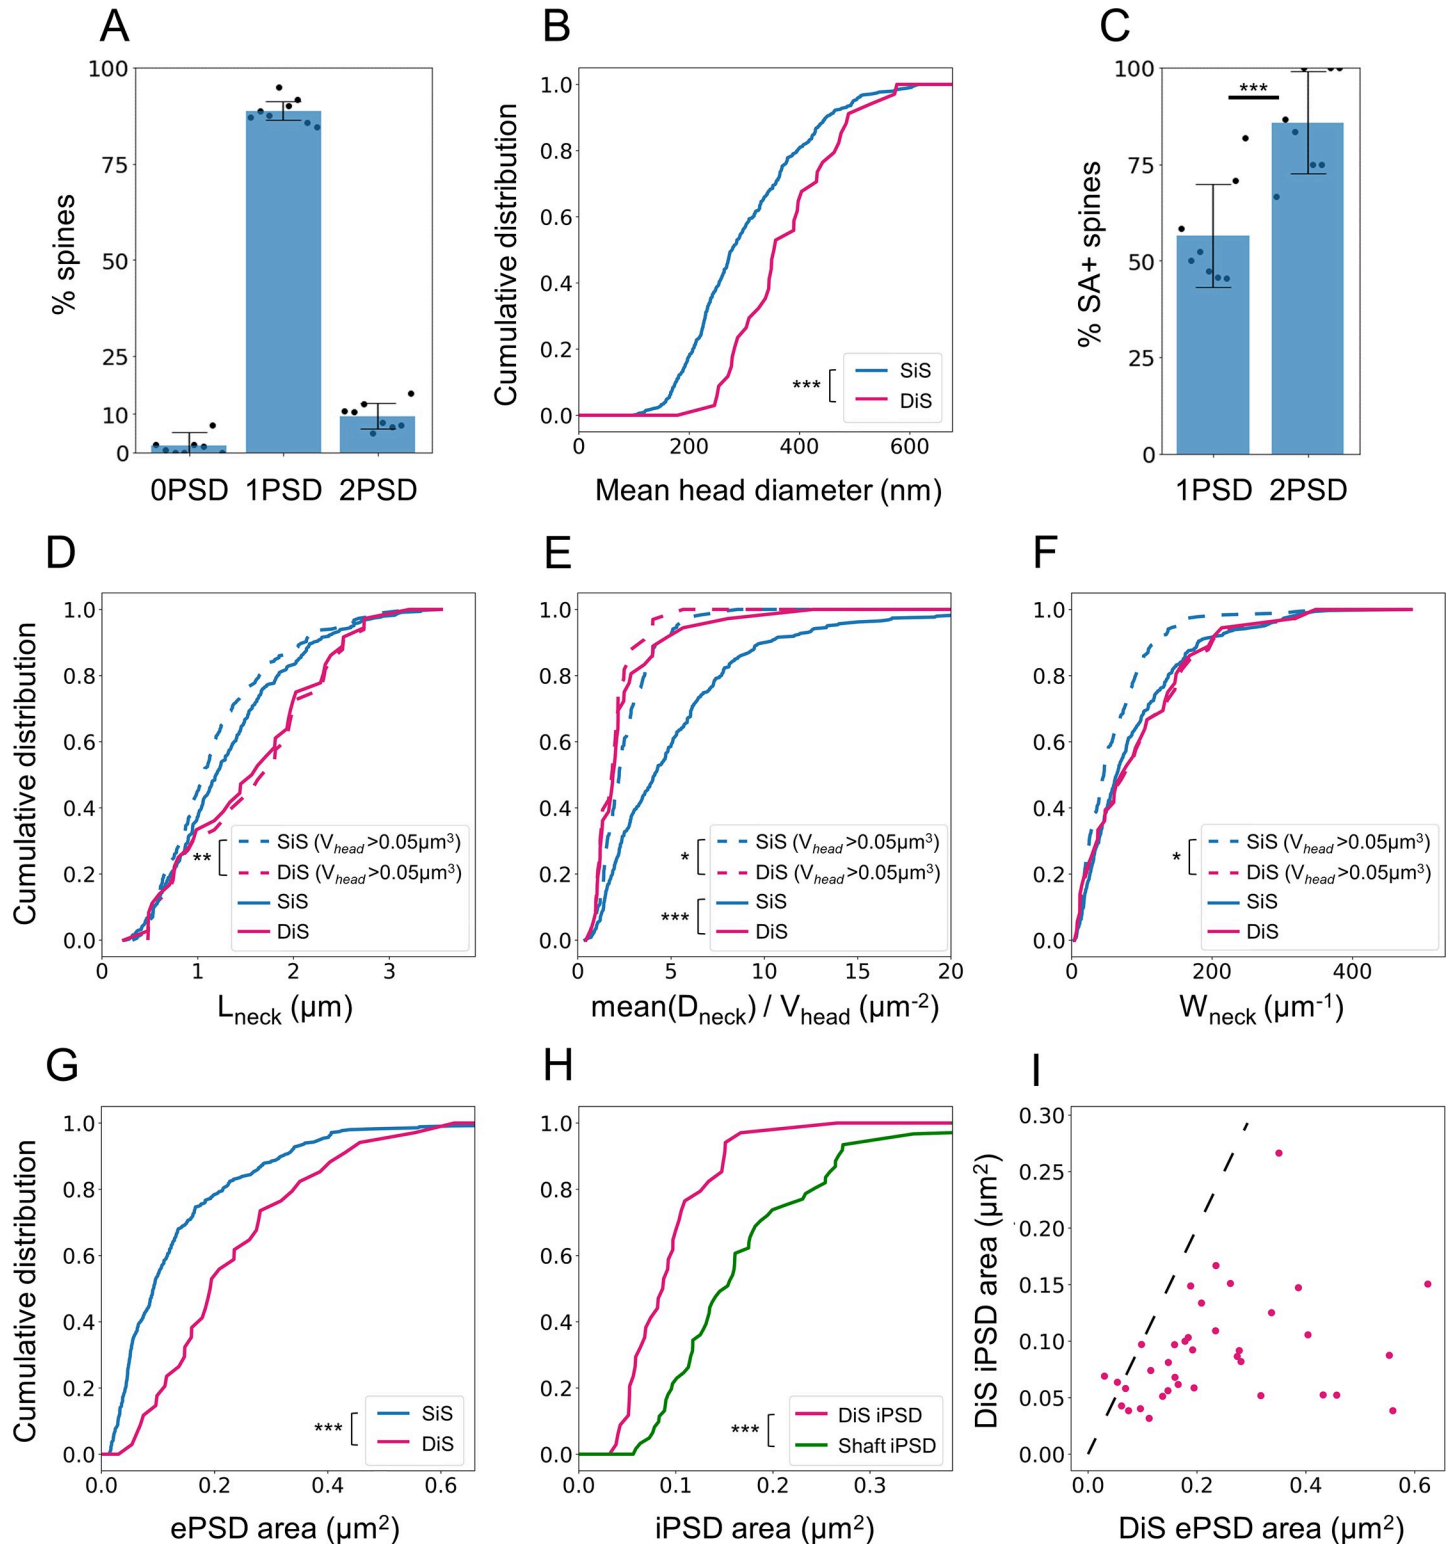 A
100
75
50
25
10
0
% spines
0PSD 1PSD 2PSD
B
1.0
0.8
0.6
0.4
0.2
0.0
Cumulative distribution
0 200 400 600
Mean head diameter (nm)
***
SiS
DiS
C
100
75
50
25
0
% SA+ spines
***
1PSD 2PSD
D
1.0
0.8
0.6
0.4
0.2
0.0
Cumulative distribution
0 1 2 3
Lneck (µm)
**
SiS (Vhead>0.05µm³)
DiS (Vhead>0.05µm³)
SiS
DiS
E
1.0
0.8
0.6
0.4
0.2
0.0
0 5 10 15 20
mean(Dneck) / Vhead (µm-2)
*
***
SiS (Vhead>0.05µm³)
DiS (Vhead>0.05µm³)
SiS
DiS
F
1.0
0.8
0.6
0.4
0.2
0.0
0 200 400
Wneck (µm-1)
*
SiS (Vhead>0.05µm³)
DiS (Vhead>0.05µm³)
SiS
DiS
G
1.0
0.8
0.6
0.4
0.2
0.0
Cumulative distribution
0.0 0.2 0.4 0.6
ePSD area (µm²)
***
SiS
DiS
H
1.0
0.8
0.6
0.4
0.2
0.0
0.0 0.1 0.2 0.3
iPSD area (µm²)
***
DiS iPSD
Shaft iPSD
I
0.30
0.25
0.20
0.15
0.10
0.05
0.00
DiS iPSD area (µm²)
0.0 0.2 0.4 0.6
DiS ePSD area (µm²)